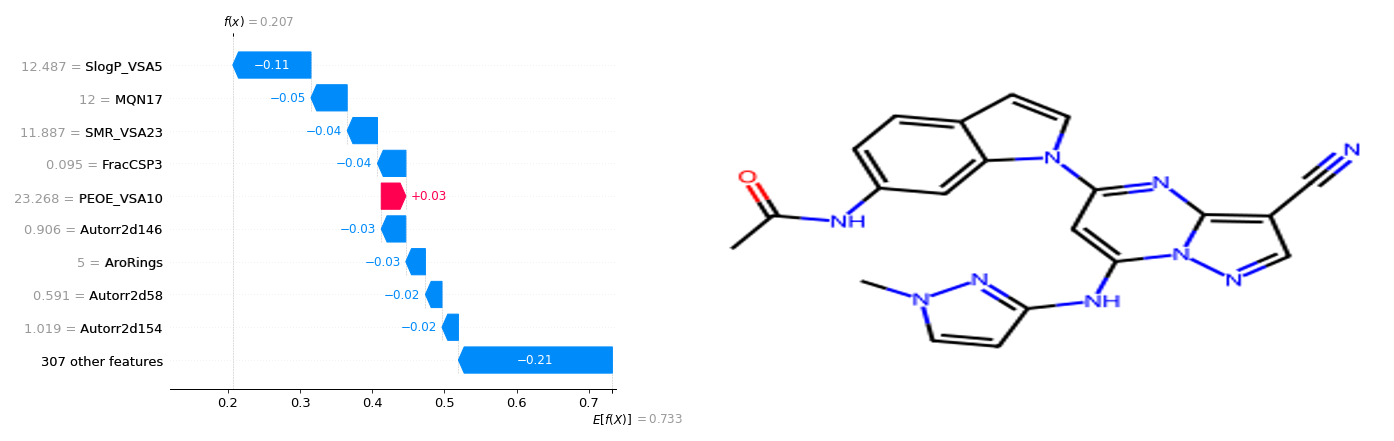 f(x) = 0.207
12.487 = SlogP_VSA5
−0.11
12 = MQN17
−0.05
11.887 = SMR_VSA23
−0.04
0.095 = FracCSP3
−0.04
23.268 = PEOE_VSA10
+0.03
0.906 = Autorr2d146
−0.03
5 = AroRings
−0.03
0.591 = Autorr2d58
−0.02
1.019 = Autorr2d154
−0.02
307 other features
−0.21
0.2 0.3 0.4 0.5 0.6 0.7
E[f(X)] = 0.733
O
NH
N
N
N
N
N
NH
N
N